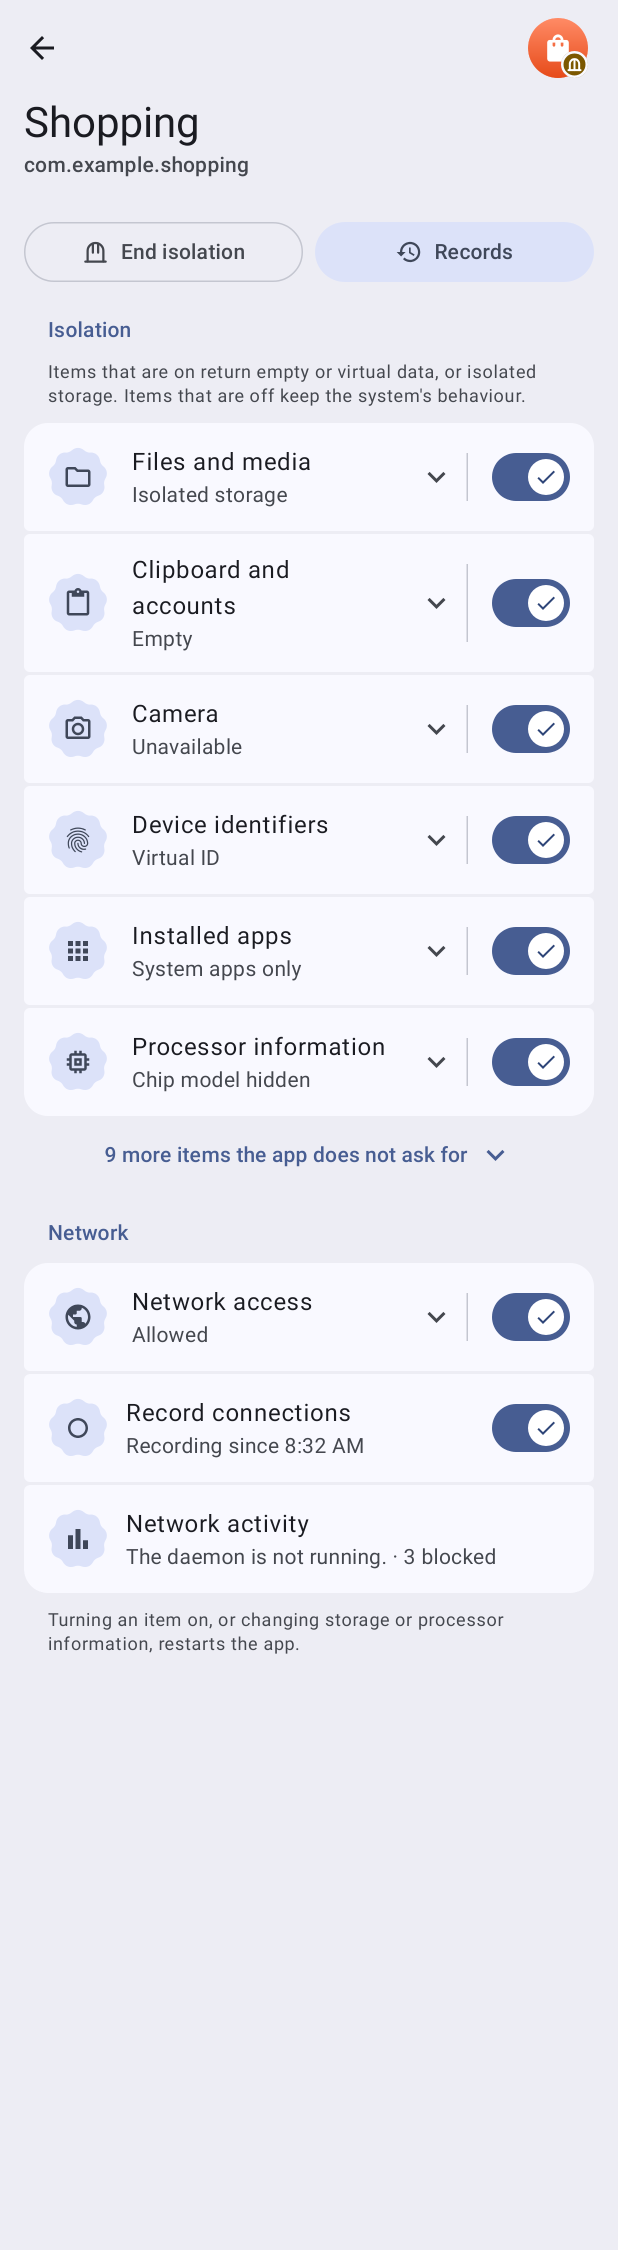 Shopping
com.example.shopping
End isolation
Records
Isolation
Items that are on return empty or virtual data, or isolated
storage. Items that are off keep the system's behaviour.
Files and media
Isolated storage
Clipboard and
accounts
Empty
Camera
Unavailable
Device identifiers
Virtual ID
Installed apps
System apps only
Processor information
Chip model hidden
9 more items the app does not ask for
Network
Network access
Allowed
Record connections
Recording since 8:32 AM
Network activity
The daemon is not running. · 3 blocked
Turning an item on, or changing storage or processor
information, restarts the app.